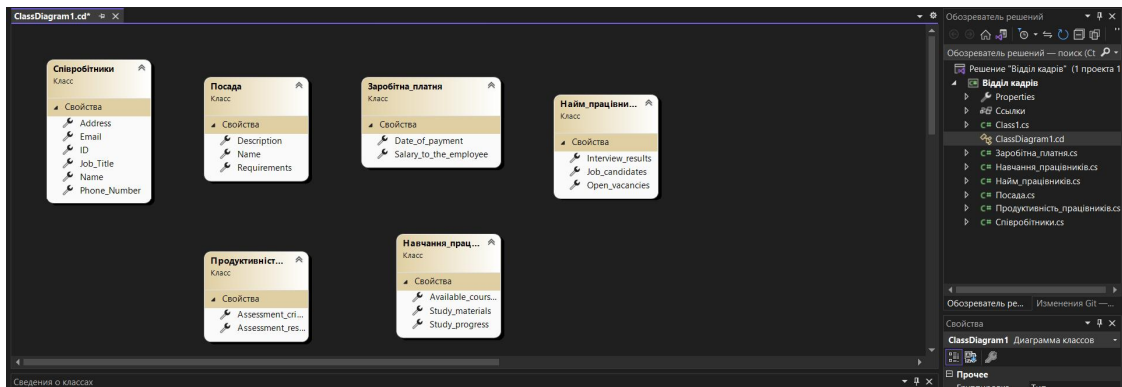 ClassDiagram1.cd*
Співробітники
Класс
Свойства
Address
Email
ID
Job_Title
Name
Phone_Number
Посада
Класс
Свойства
Description
Name
Requirements
Заробітна_платня
Класс
Свойства
Date_of_payment
Salary_to_the_employee
Найм_працівни...
Класс
Свойства
Interview_results
Job_candidates
Open_vacancies
Продуктивніст...
Класс
Свойства
Assessment_cri...
Assessment_res...
Навчання_прац...
Класс
Свойства
Available_cours...
Study_materials
Study_progress
Сведения о классах
Обозреватель решений
Обозреватель решений — поиск (Ct
Решение "Відділ кадрів" (1 проекта 1
Відділ кадрів
Properties
Ссылки
C# Class1.cs
ClassDiagram1.cd
C# Заробітна_платня.cs
C# Навчання_працівників.cs
C# Найм_працівників.cs
C# Посада.cs
C# Продуктивність_працівників.cs
C# Співробітники.cs
Обозреватель ре... Изменения Git —...
Свойства
ClassDiagram1 Диаграмма классов
Прочее